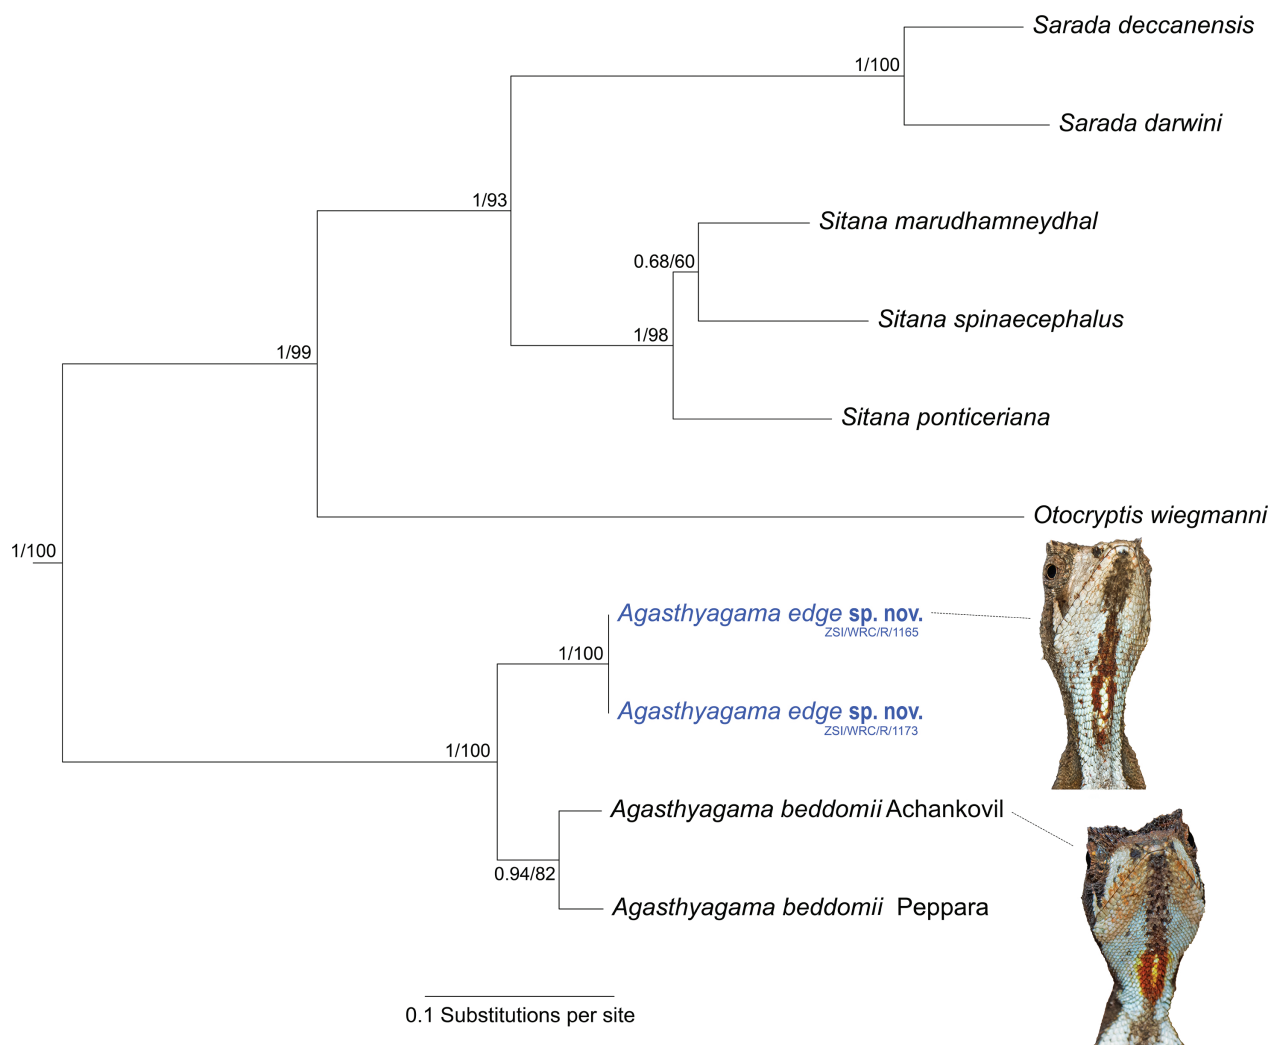 Sarada deccanensis
1/100
Sarada darwini
1/93
Sitana marudhamneydhal
0.68/60
Sitana spinaecephalus
1/98
1/99
Sitana ponticeriana
Otocryptis wiegmanni
1/100
Agasthyagama edge sp. nov.
ZSI/WRC/R/1165
1/100
Agasthyagama edge sp. nov.
ZSI/WRC/R/1173
1/100
Agasthyagama beddomii Achankovil
0.94/82
Agasthyagama beddomii Peppara
0.1 Substitutions per site